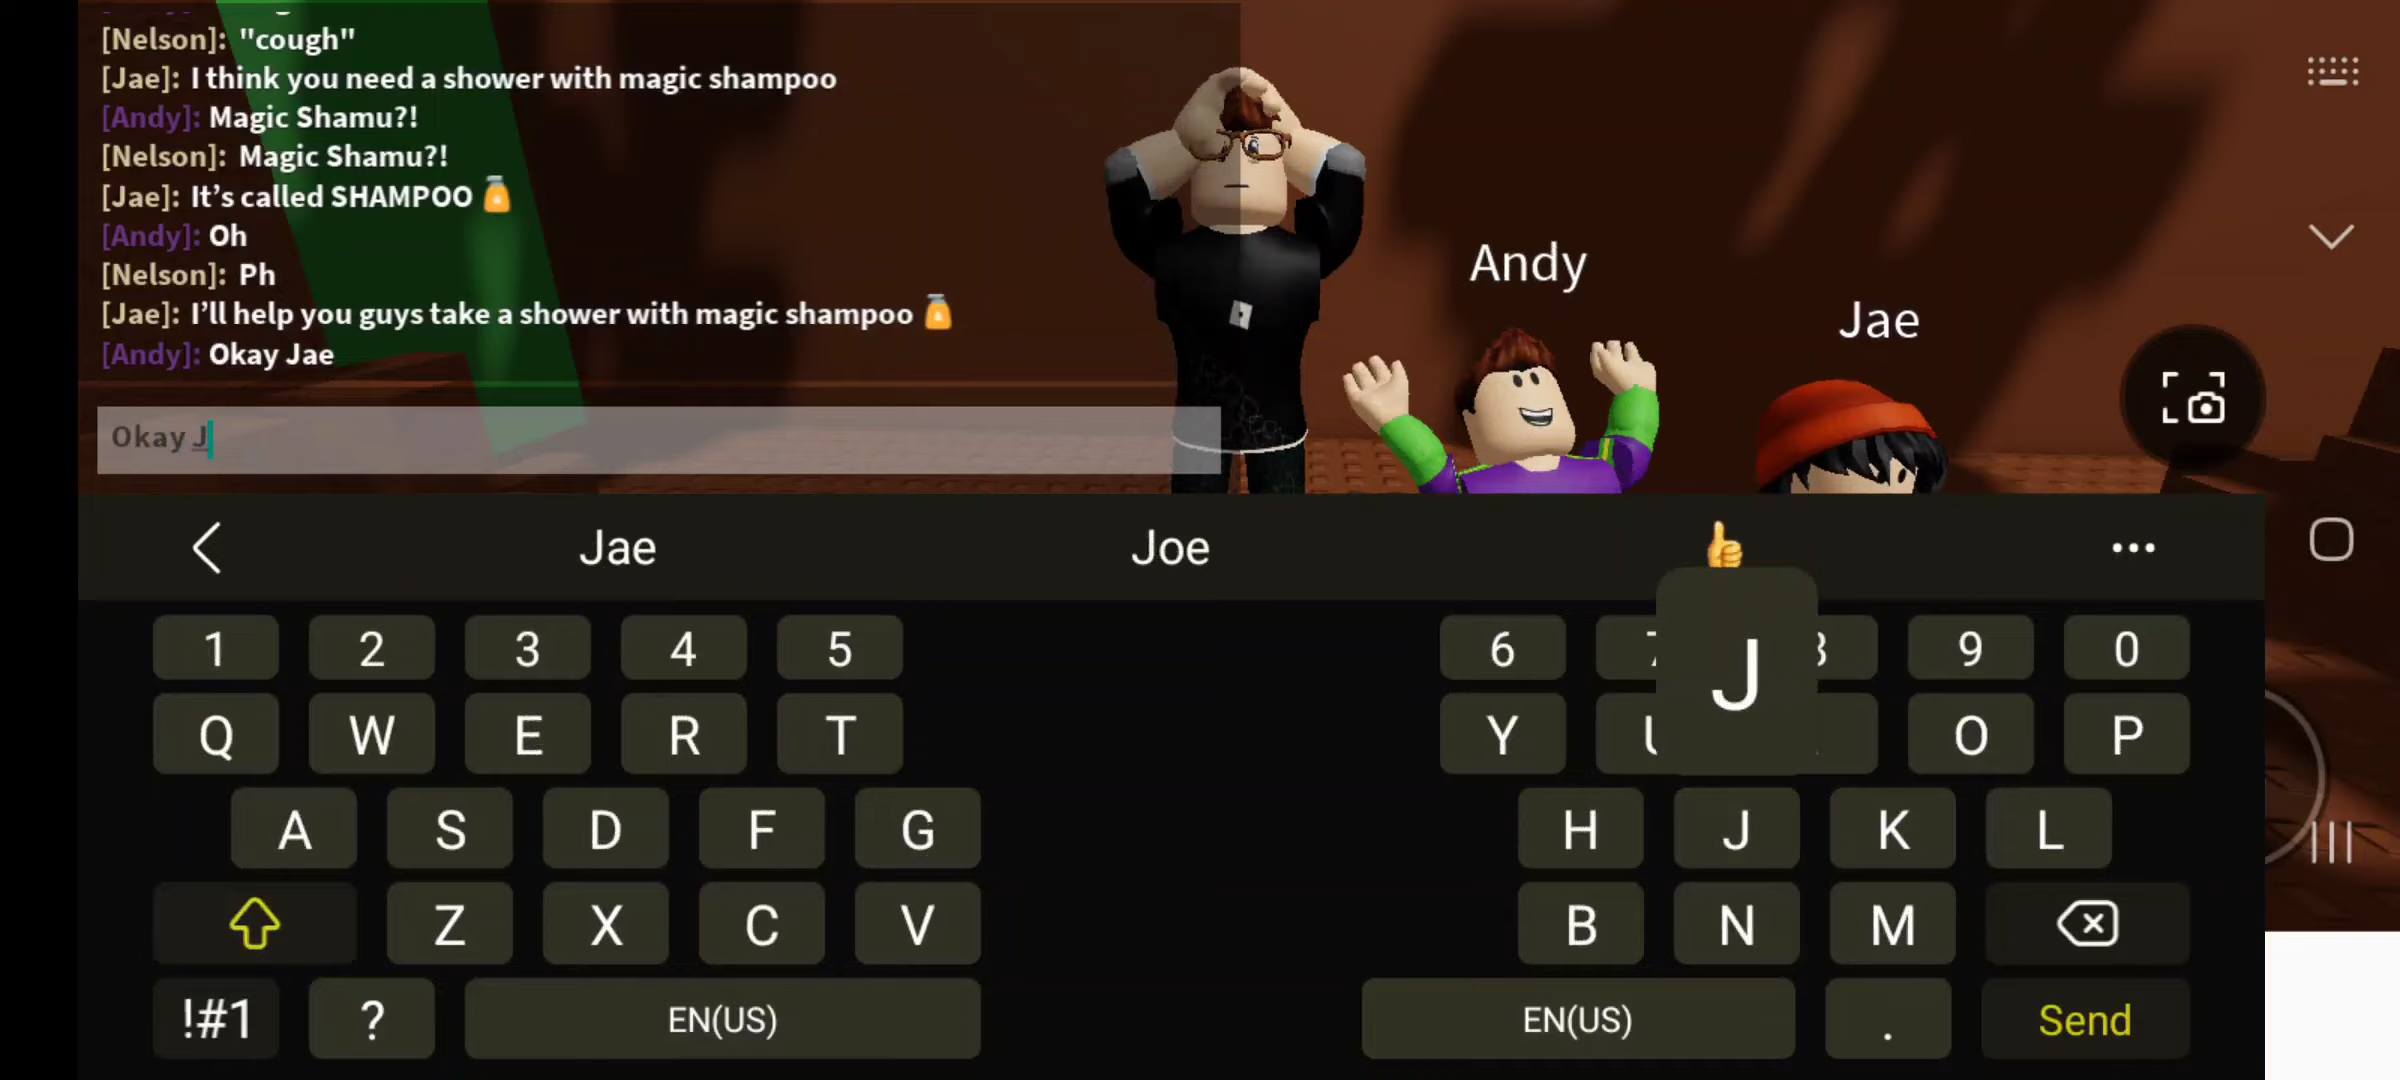 [Nelson]: "cough"
[Jae]: I think you need a shower with magic shampoo
[Andy]: Magic Shamu?!
[Nelson]: Magic Shamu?!
[Jae]: It’s called SHAMPOO 🧴
[Andy]: Oh
[Nelson]: Ph
[Jae]: I’ll help you guys take a shower with magic shampoo 🧴
[Andy]: Okay Jae
Andy
Jae
Okay J
Jae Joe 👍
J
1 2 3 4 5 6 7 8 9 0
Q W E R T Y U O P
A S D F G H J K L
Z X C V B N M
!#1 ? EN(US) EN(US) . Send